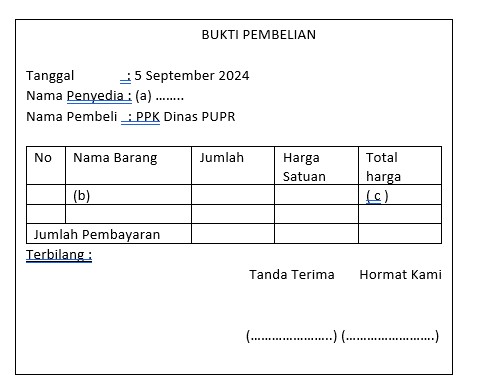 BUKTI PEMBELIAN
Tanggal : 5 September 2024
Nama Penyedia : (a) ........
Nama Pembeli : PPK Dinas PUPR
No Nama Barang Jumlah Harga Satuan Total harga
(b) ( c )
Jumlah Pembayaran
Terbilang :
Tanda Terima Hormat Kami
(.......................) (.........................)